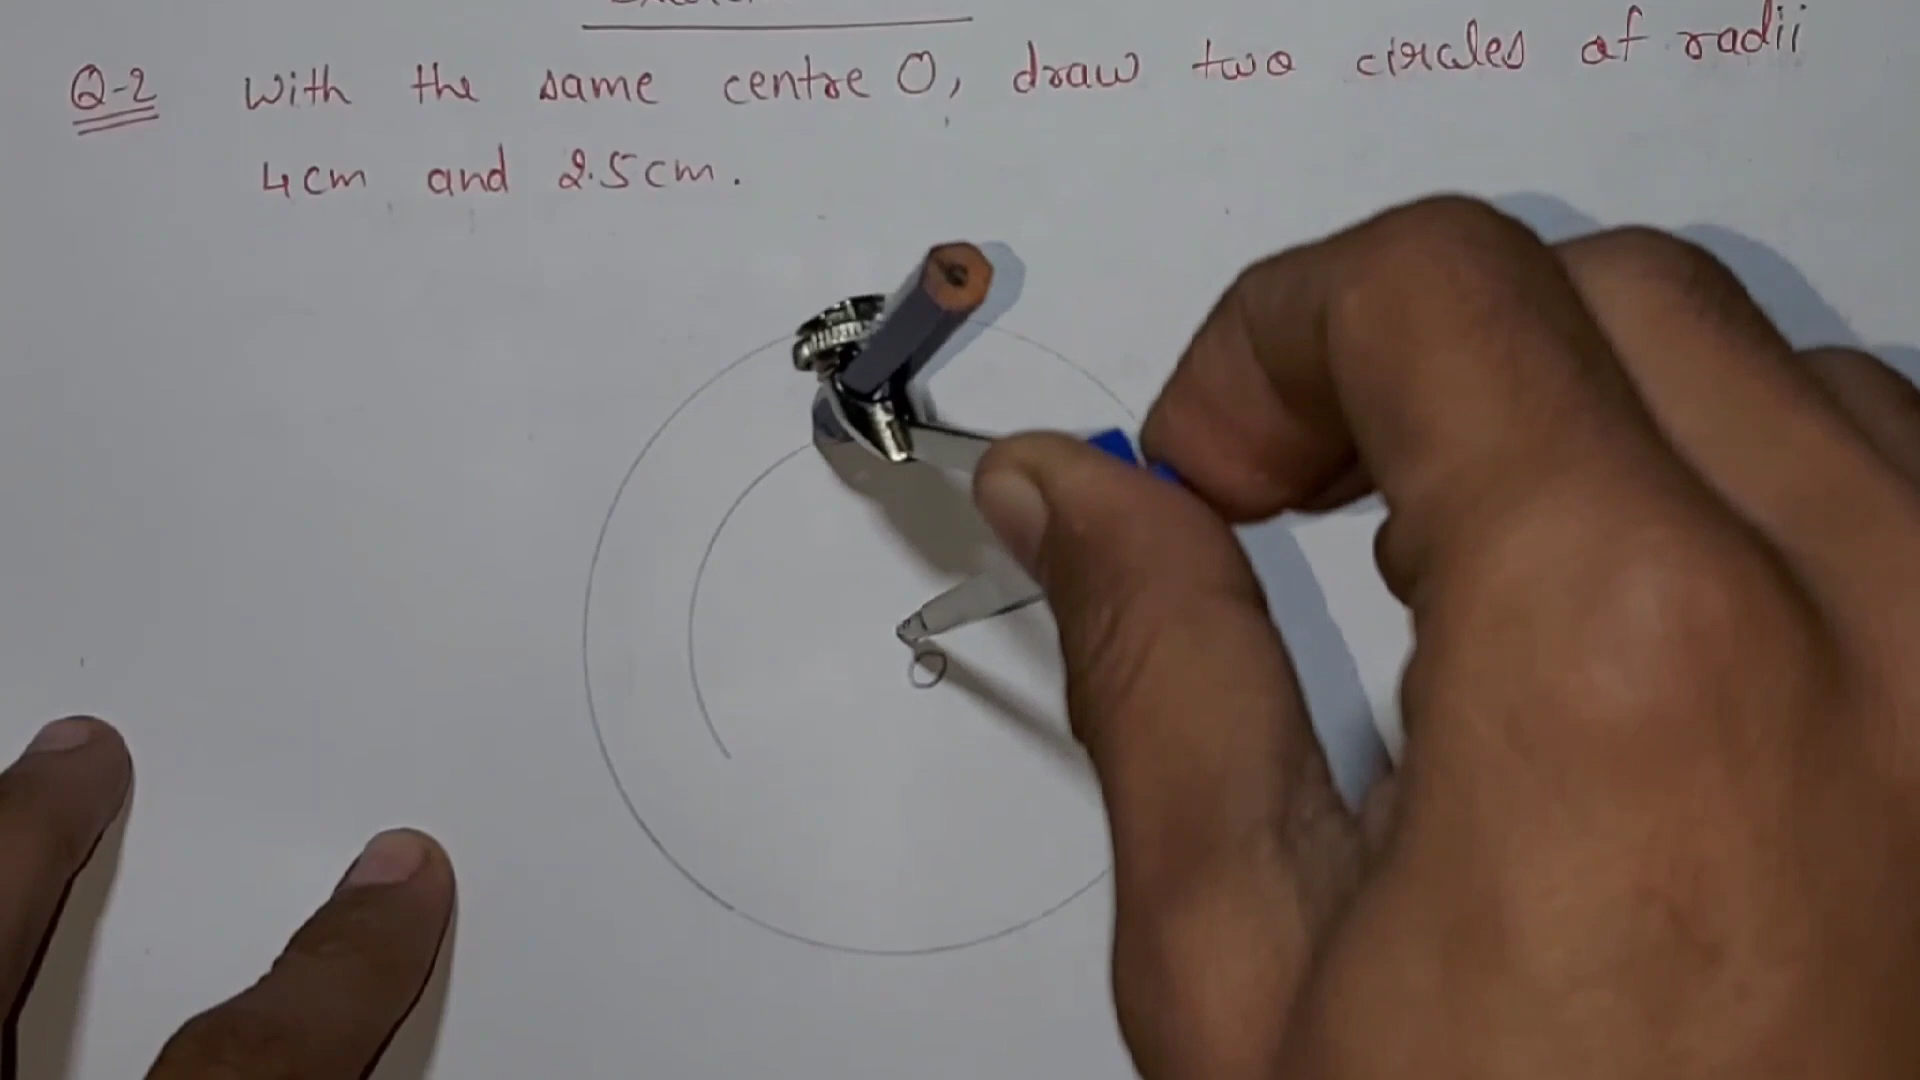 Q-2 With the same centre O, draw two circles of radii
4cm and 2.5cm.
O